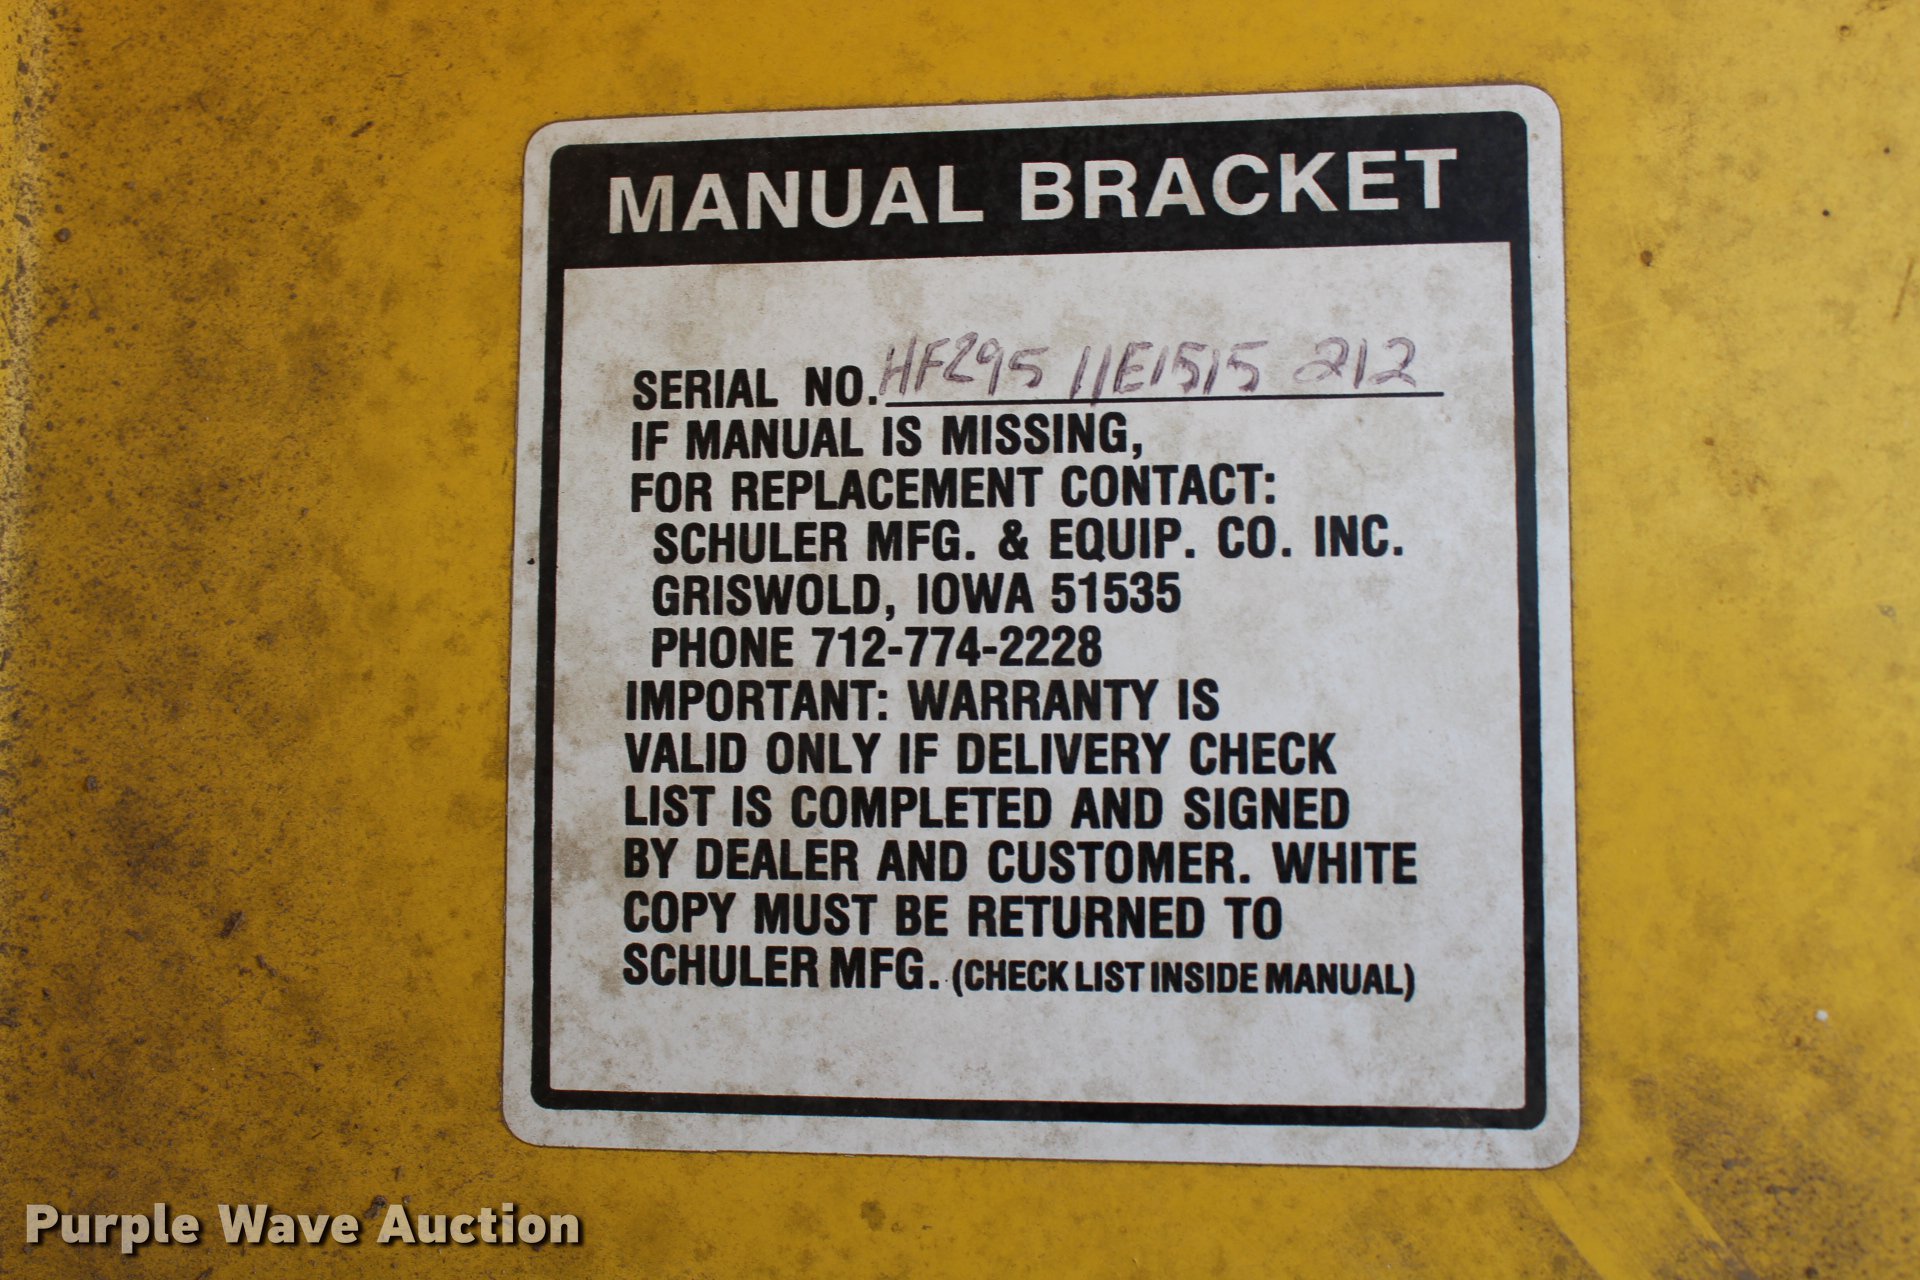 MANUAL BRACKET
SERIAL NO. HF295 11E1515 212
IF MANUAL IS MISSING,
FOR REPLACEMENT CONTACT:
SCHULER MFG. & EQUIP. CO. INC.
GRISWOLD, IOWA 51535
PHONE 712-774-2228
IMPORTANT: WARRANTY IS
VALID ONLY IF DELIVERY CHECK
LIST IS COMPLETED AND SIGNED
BY DEALER AND CUSTOMER. WHITE
COPY MUST BE RETURNED TO
SCHULER MFG. (CHECK LIST INSIDE MANUAL)
Purple Wave Auction